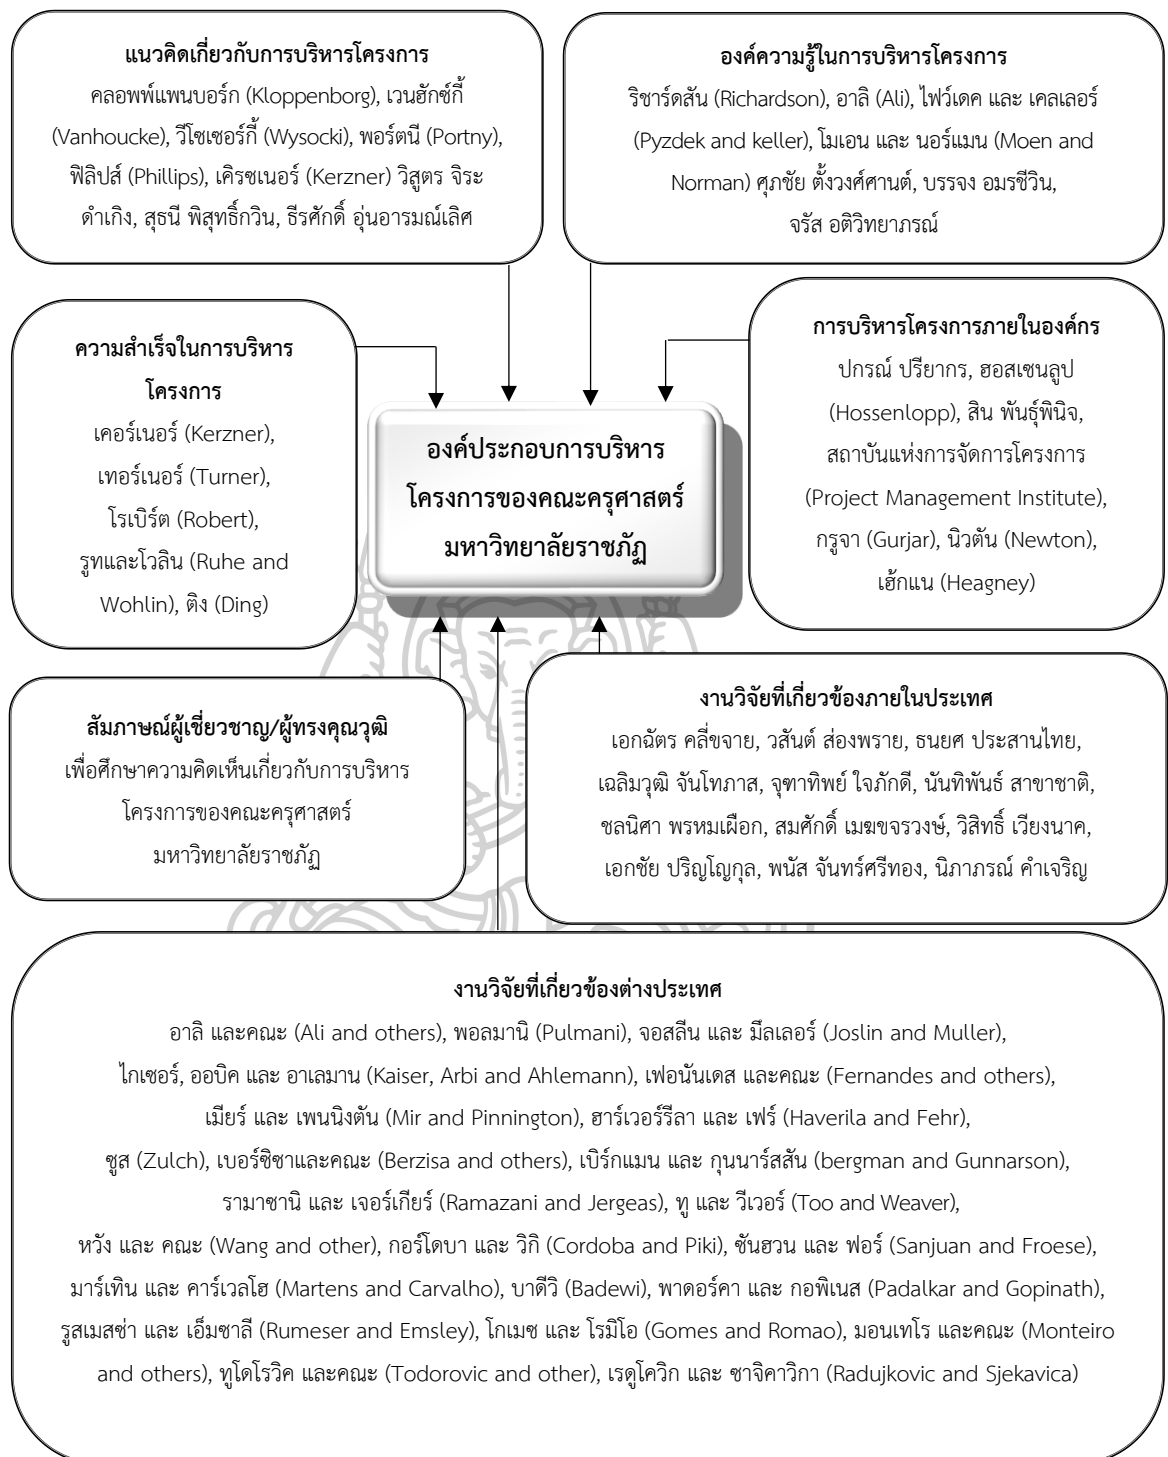 แนวคิดเกี่ยวกับการบริหารโครงการ
คลอพพ์แพนบอร์ก (Kloppenborg), เวนฮักซ์กี้
(Vanhoucke), วีโซเซอร์กี้ (Wysocki), พอร์ตนี (Portny),
ฟิลิปส์ (Phillips), เคิรซเนอร์ (Kerzner) วิสูตร จิระ
ดำเกิง, สุธนี พิสุทธิ์กวิน, ธีรศักดิ์ อุ่นอารมณ์เลิศ
องค์ความรู้ในการบริหารโครงการ
ริชาร์ดสัน (Richardson), อาลิ (Ali), ไฟว์เดค และ เคลเลอร์
(Pyzdek and keller), โมเอน และ นอร์แมน (Moen and
Norman) ศุภชัย ตั้งวงศ์ศานต์, บรรจง อมรชีวิน,
จรัส อติวิทยาภรณ์
ความสำเร็จในการบริหาร
โครงการ
เคอร์เนอร์ (Kerzner),
เทอร์เนอร์ (Turner),
โรเบิร์ต (Robert),
รูทและโวลิน (Ruhe and
Wohlin), ติง (Ding)
องค์ประกอบการบริหาร
โครงการของคณะครุศาสตร์
มหาวิทยาลัยราชภัฏ
การบริหารโครงการภายในองค์กร
ปกรณ์ ปรียากร, ฮอสเซนลูป
(Hossenlopp), สิน พันธุ์พินิจ,
สถาบันแห่งการจัดการโครงการ
(Project Management Institute),
กรูจา (Gurjar), นิวตัน (Newton),
เฮ้กแน (Heagney)
สัมภาษณ์ผู้เชี่ยวชาญ/ผู้ทรงคุณวุฒิ
เพื่อศึกษาความคิดเห็นเกี่ยวกับการบริหาร
โครงการของคณะครุศาสตร์
มหาวิทยาลัยราชภัฏ
งานวิจัยที่เกี่ยวข้องภายในประเทศ
เอกฉัตร คลี่ขจาย, วสันต์ ส่องพราย, ธนยศ ประสานไทย,
เฉลิมวุฒิ จันโทภาส, จุฑาทิพย์ ใจภักดี, นันทิพันธ์ สาขาชาติ,
ชลนิศา พรหมเผือก, สมศักดิ์ เมฆขจรวงษ์, วิสิทธิ์ เวียงนาค,
เอกชัย ปริญโญกุล, พนัส จันทร์ศรีทอง, นิภาภรณ์ คำเจริญ
งานวิจัยที่เกี่ยวข้องต่างประเทศ
อาลิ และคณะ (Ali and others), พอลมานิ (Pulmani), จอสลีน และ มีลเลอร์ (Joslin and Muller),
ไกเซอร์, ออบิค และ อาเลมาน (Kaiser, Arbi and Ahlemann), เฟอนันเดส และคณะ (Fernandes and others),
เมียร์ และ เพนนิงตัน (Mir and Pinnington), ฮาร์เวอร์รีลา และ เฟร์ (Haverila and Fehr),
ซูส (Zulch), เบอร์ซิซาและคณะ (Berzisa and others), เบิร์กแมน และ กุนนาร์สสัน (bergman and Gunnarson),
รามาซานิ และ เจอร์เกียร์ (Ramazani and Jergeas), ทู และ วีเวอร์ (Too and Weaver),
หวัง และ คณะ (Wang and other), กอร์โดบา และ วิกิ (Cordoba and Piki), ซันฮวน และ ฟอร์ (Sanjuan and Froese),
มาร์เทิน และ คาร์เวลโฮ (Martens and Carvalho), บาดีวิ (Badewi), พาดอร์คา และ กอพิเนส (Padalkar and Gopinath),
รูสเมสซ่า และ เอ็มซาลี (Rumeser and Emsley), โกเมซ และ โรมิโอ (Gomes and Romao), มอนเทโร และคณะ (Monteiro
and others), ทูโดโรวิค และคณะ (Todorovic and other), เรดูโควิก และ ซาจิคาวิกา (Radujkovic and Sjekavica)